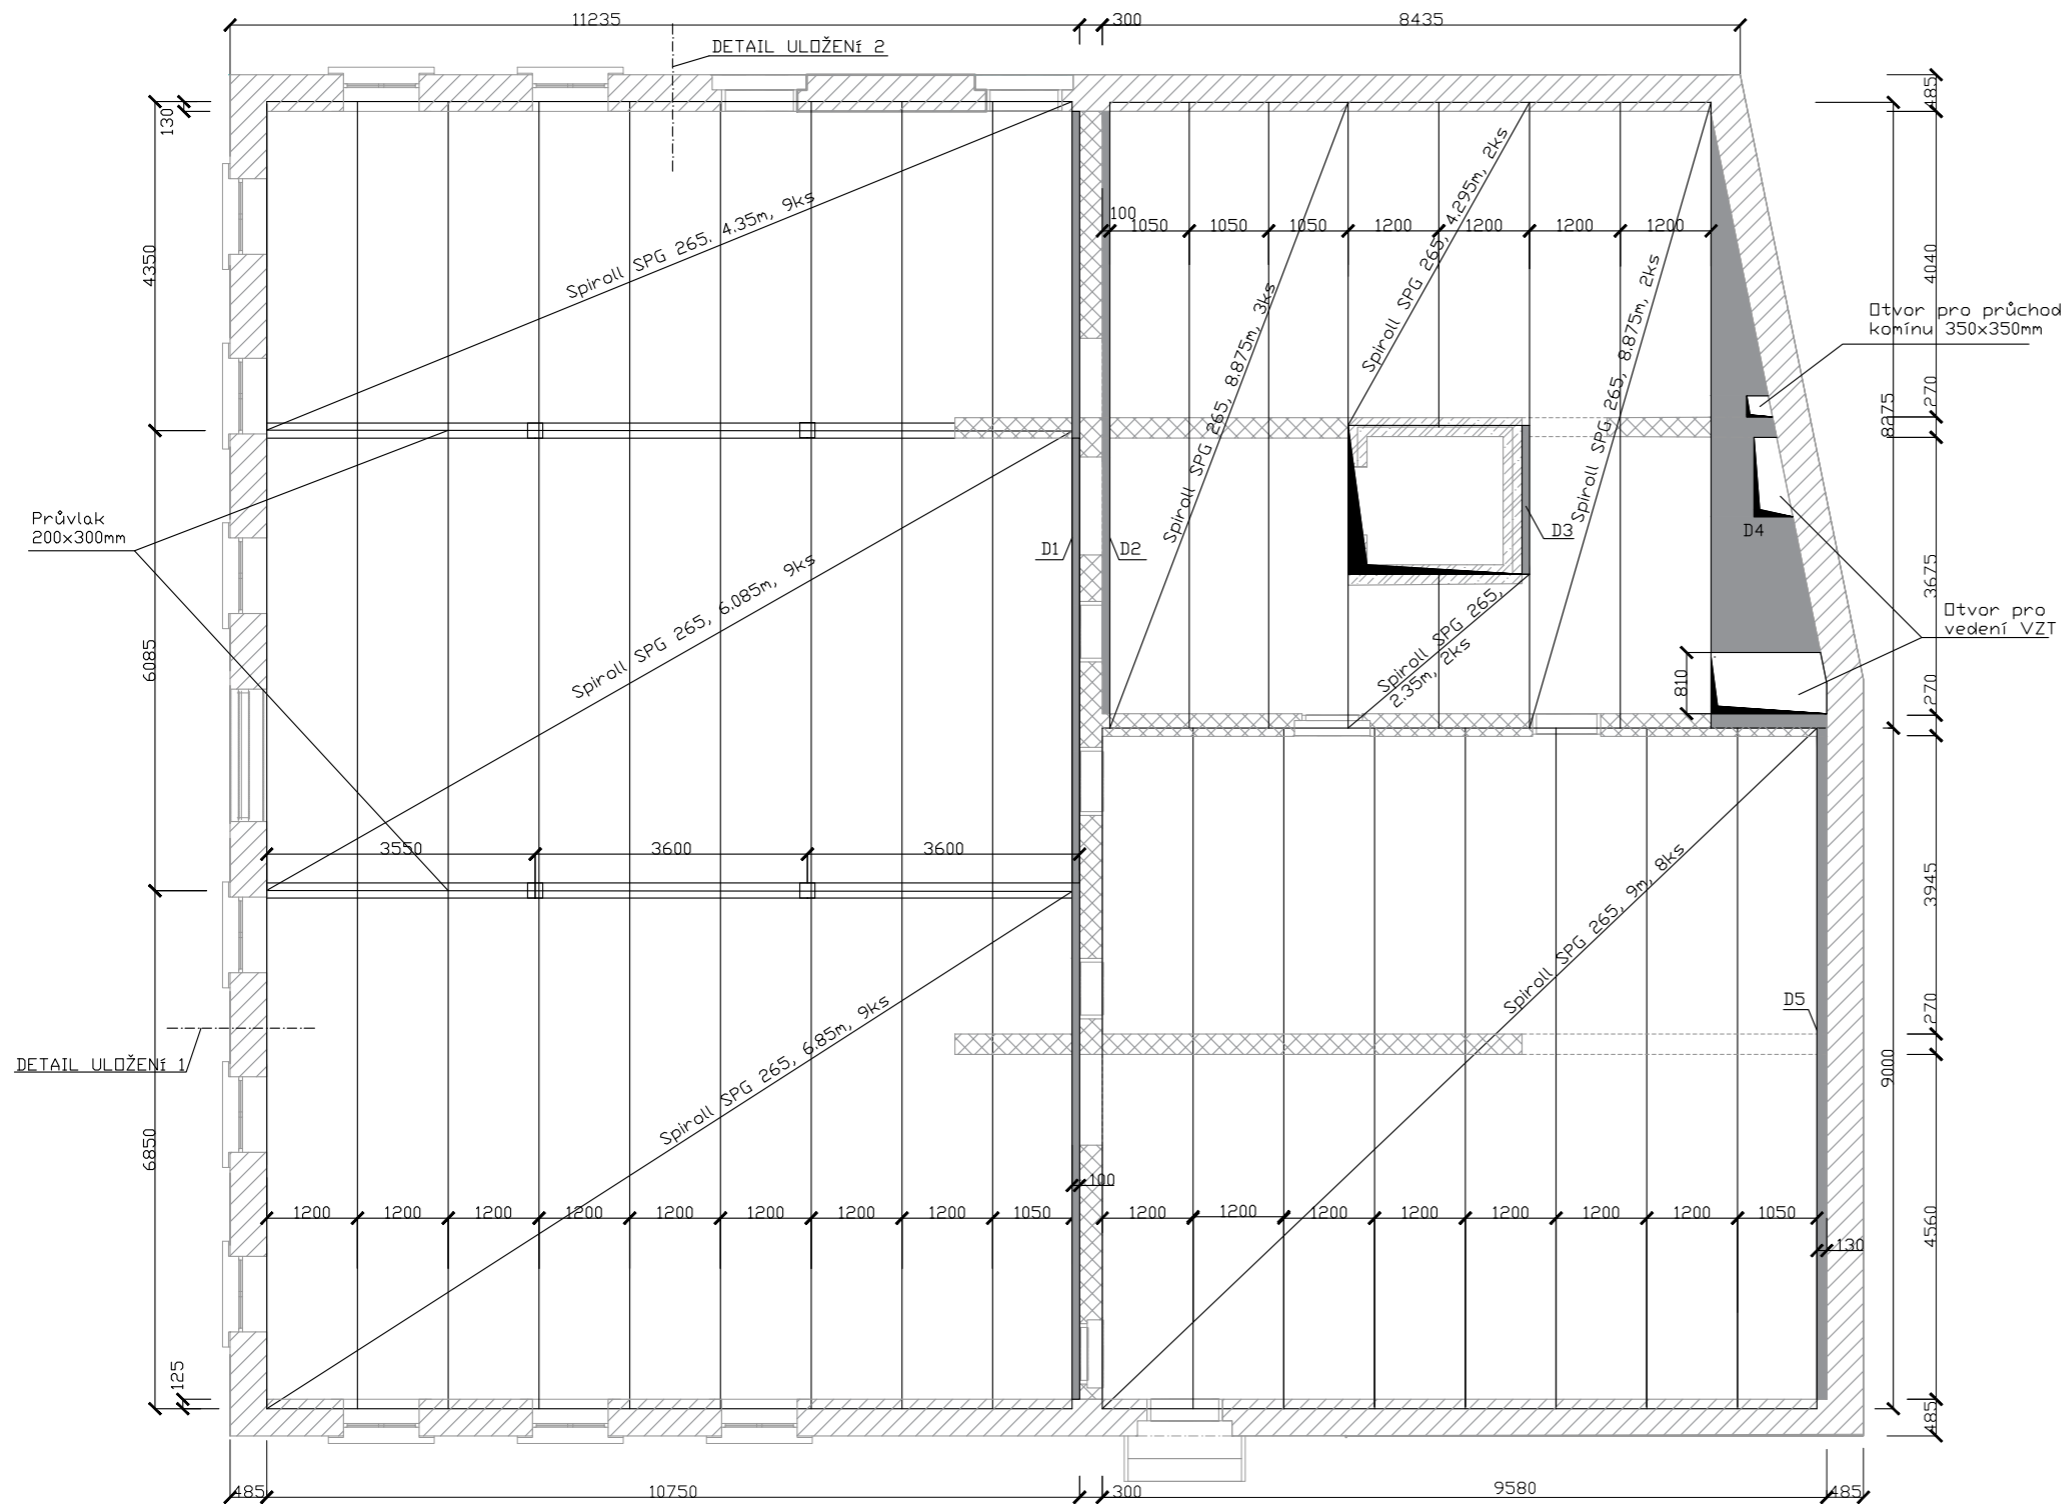 11235
300
8435
DETAIL ULOŽENÍ 2
485
130
4350
Spiroll SPG 265, 4.35m, 9ks
Spiroll SPG 265, 4.295m, 2ks
100
1050
1050
1050
1200
1200
1200
1200
4040
Spiroll SPG 265, 8.875m, 3ks
Spiroll SPG 265, 8.875m, 2ks
Otvor pro průchod
komínu 350x350mm
270
8275
Průvlak
200x300mm
D1
D2
D3
D4
3675
Spiroll SPG 265, 6.085m, 9ks
6085
Spiroll SPG 265,
2.35m, 2ks
Otvor pro
vedení VZT
810
270
3550
3600
3600
Spiroll SPG 265, 9m, 8ks
3945
Spiroll SPG 265, 6.85m, 9ks
D5
270
DETAIL ULOŽENÍ 1
9000
6850
100
1200
1200
1200
1200
1200
1200
1200
1200
1050
1200
1200
1200
1200
1200
1200
1200
1050
4560
130
125
485
485
10750
300
9580
485